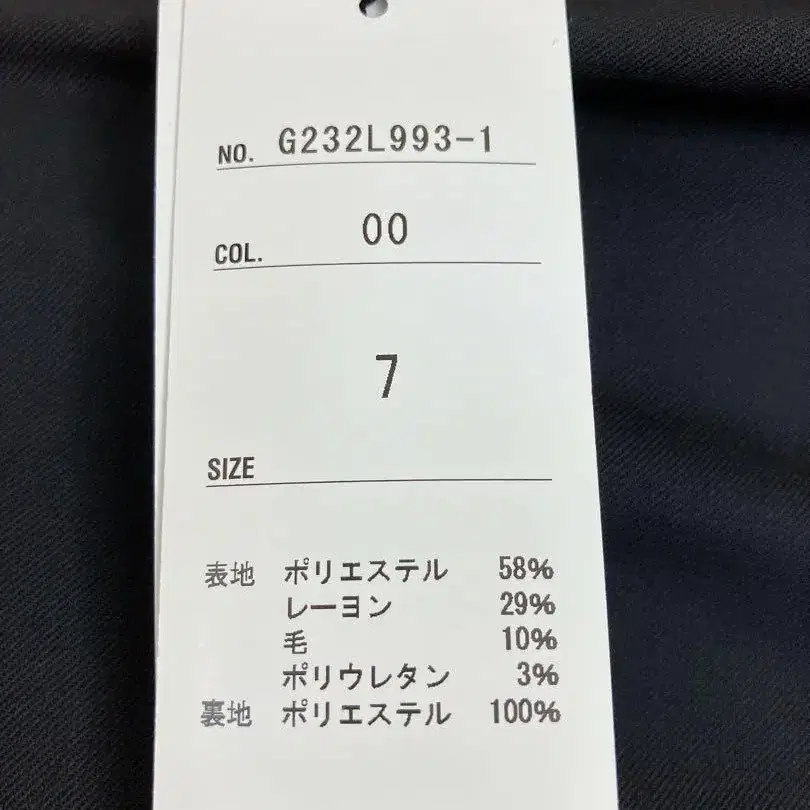 NO. G232L993-1
COL. 00
7
SIZE
表地 ポリエステル 58%
レーヨン 29%
毛 10%
ポリウレタン 3%
裏地 ポリエステル 100%